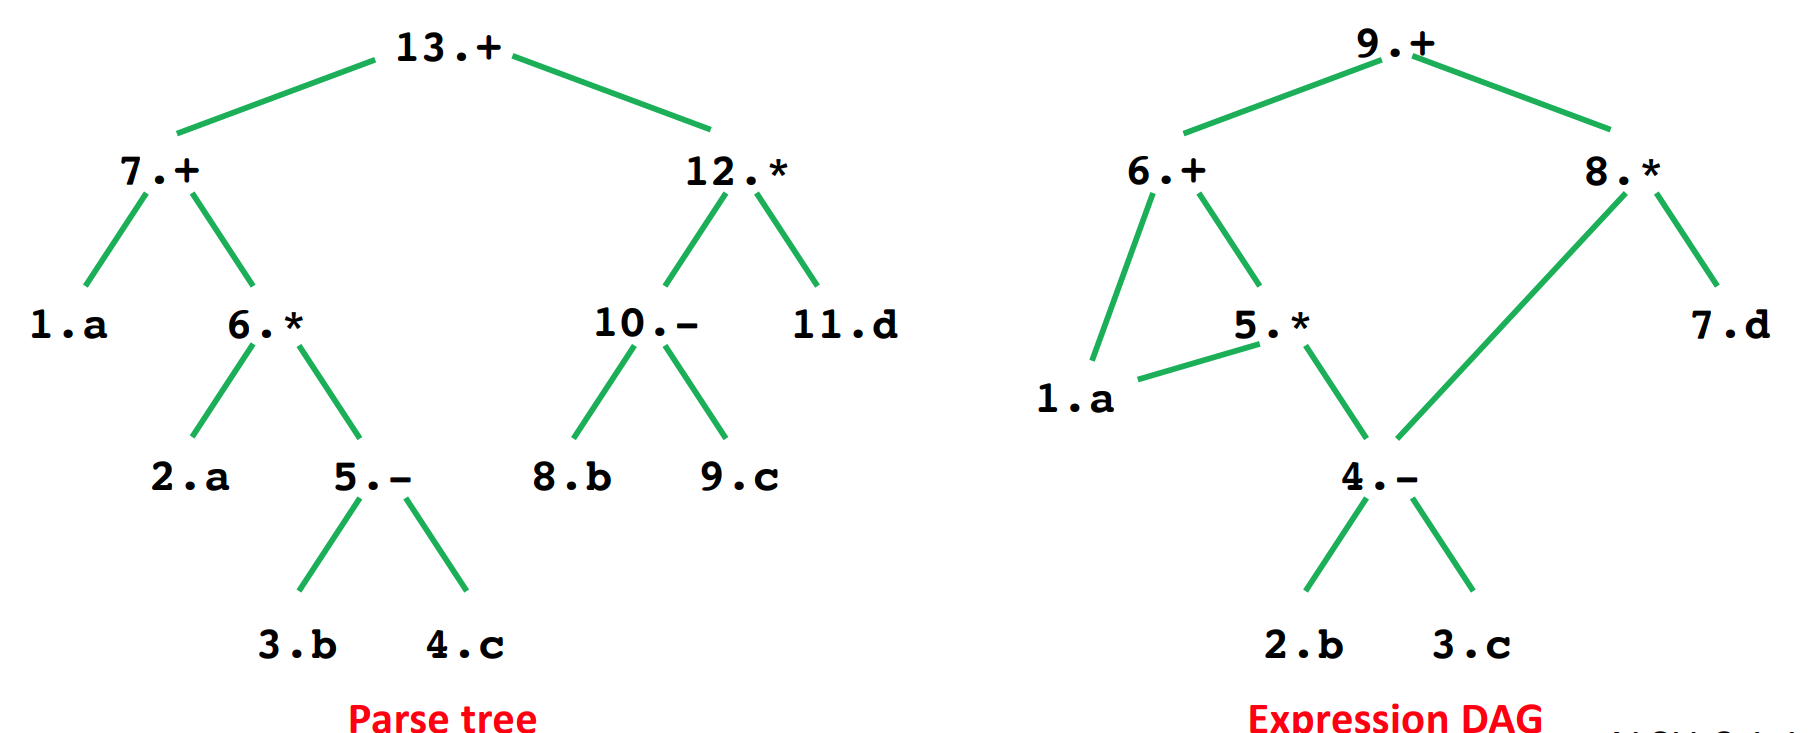 13.+ 9.+
7.+ 12.* 6.+ 8.*
1.a 6.* 10.- 11.d 5.* 7.d
1.a
2.a 5.- 8.b 9.c 4.-
3.b 4.c 2.b 3.c
Parse tree Expression DAG